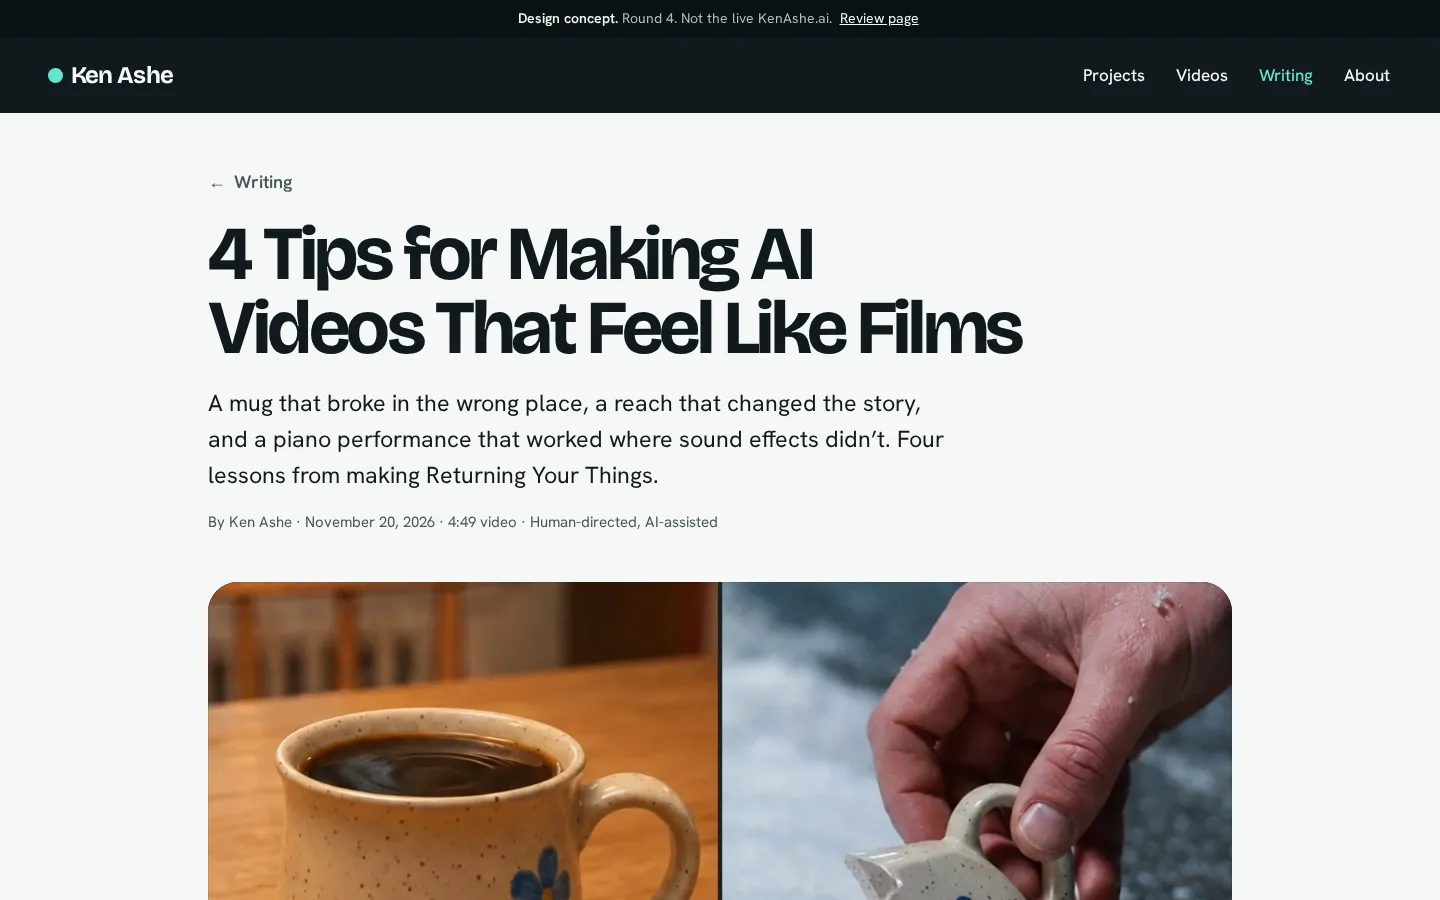 Design concept. Round 4. Not the live KenAshe.ai. Review page
Ken Ashe
Projects Videos Writing About
← Writing
4 Tips for Making AI
Videos That Feel Like Films
A mug that broke in the wrong place, a reach that changed the story,
and a piano performance that worked where sound effects didn’t. Four
lessons from making Returning Your Things.
By Ken Ashe · November 20, 2026 · 4:49 video · Human-directed, AI-assisted